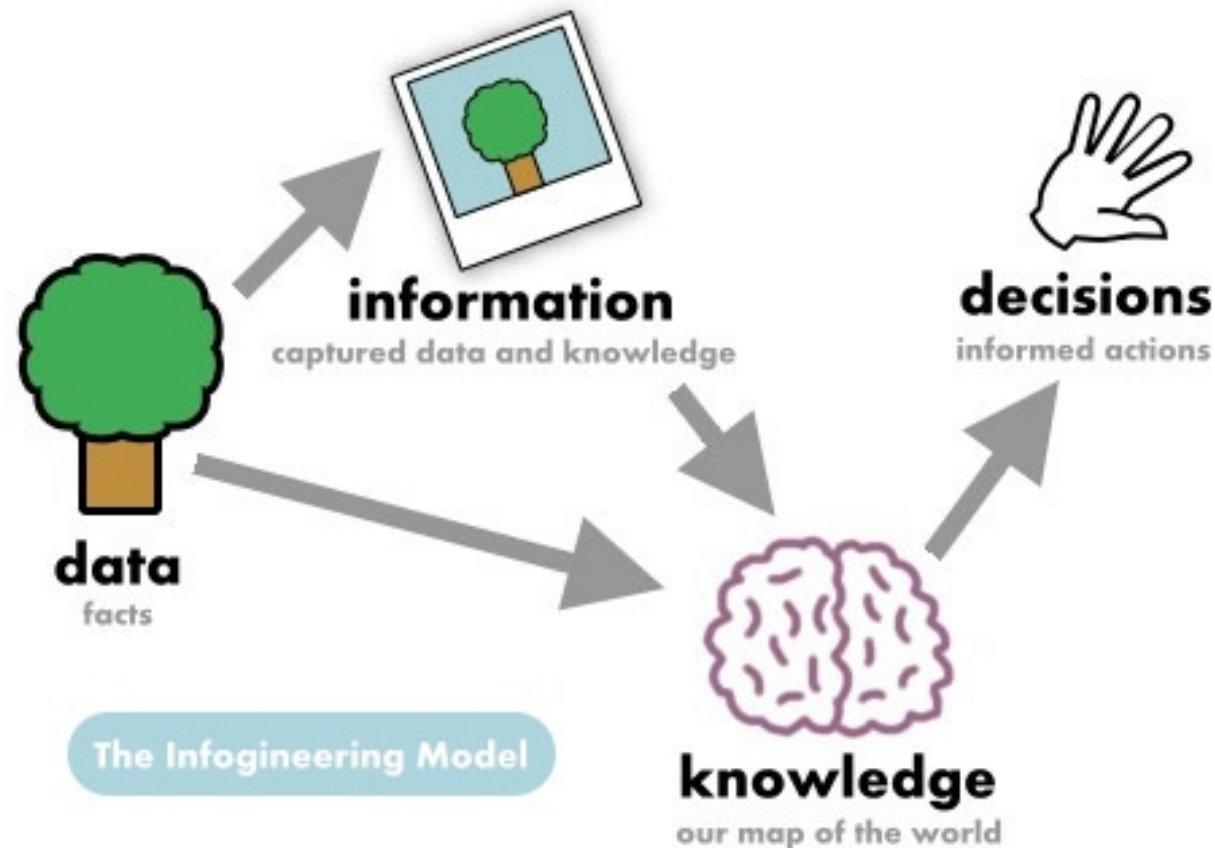 information
captured data and knowledge
decisions
informed actions
data
facts
The Infogineering Model
knowledge
our map of the world